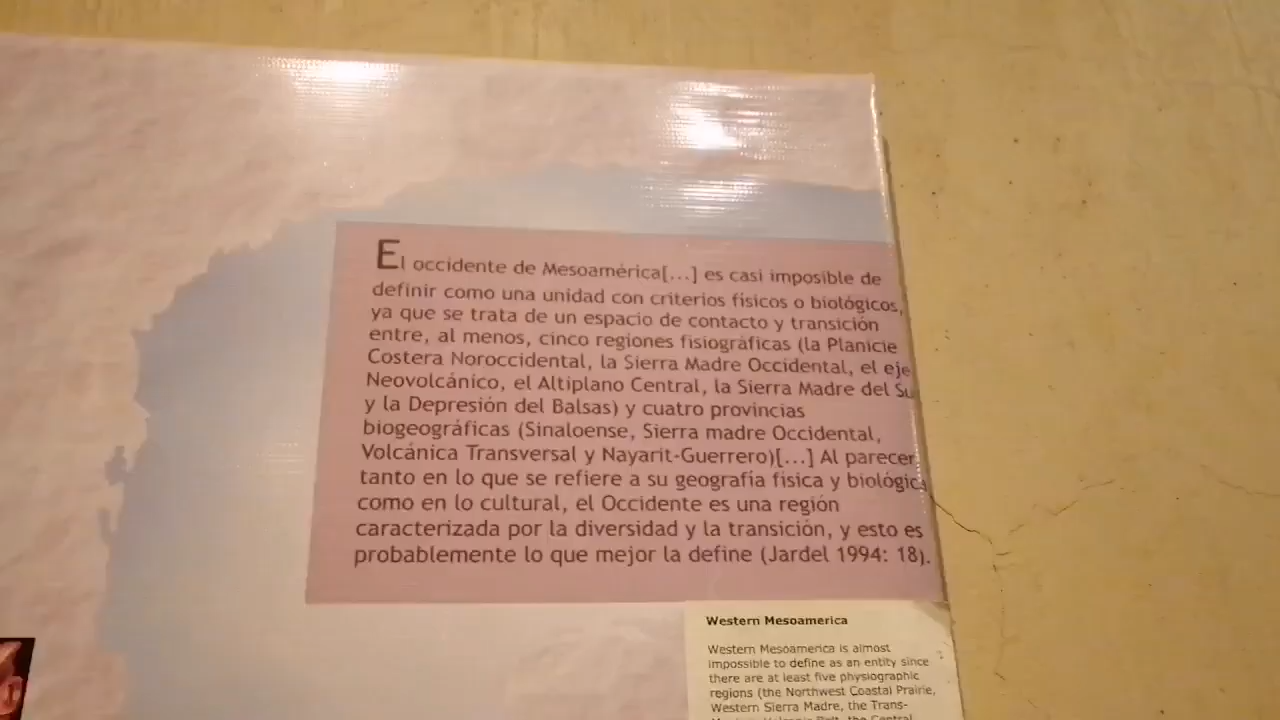 El occidente de Mesoamérica[...] es casi imposible de
definir como una unidad con criterios físicos o biológicos,
ya que se trata de un espacio de contacto y transición
entre, al menos, cinco regiones fisiográficas (la Planicie
Costera Noroccidental, la Sierra Madre Occidental, el eje
Neovolcánico, el Altiplano Central, la Sierra Madre del Sur
y la Depresión del Balsas) y cuatro provincias
biogeográficas (Sinaloense, Sierra madre Occidental,
Volcánica Transversal y Nayarit-Guerrero)[...] Al parecer
tanto en lo que se refiere a su geografía física y biológica
como en lo cultural, el Occidente es una región
caracterizada por la diversidad y la transición, y esto es
probablemente lo que mejor la define (Jardel 1994: 18).
Western Mesoamerica
Western Mesoamerica is almost
impossible to define as an entity since
there are at least five physiographic
regions (the Northwest Coastal Prairie,
Western Sierra Madre, the Trans-